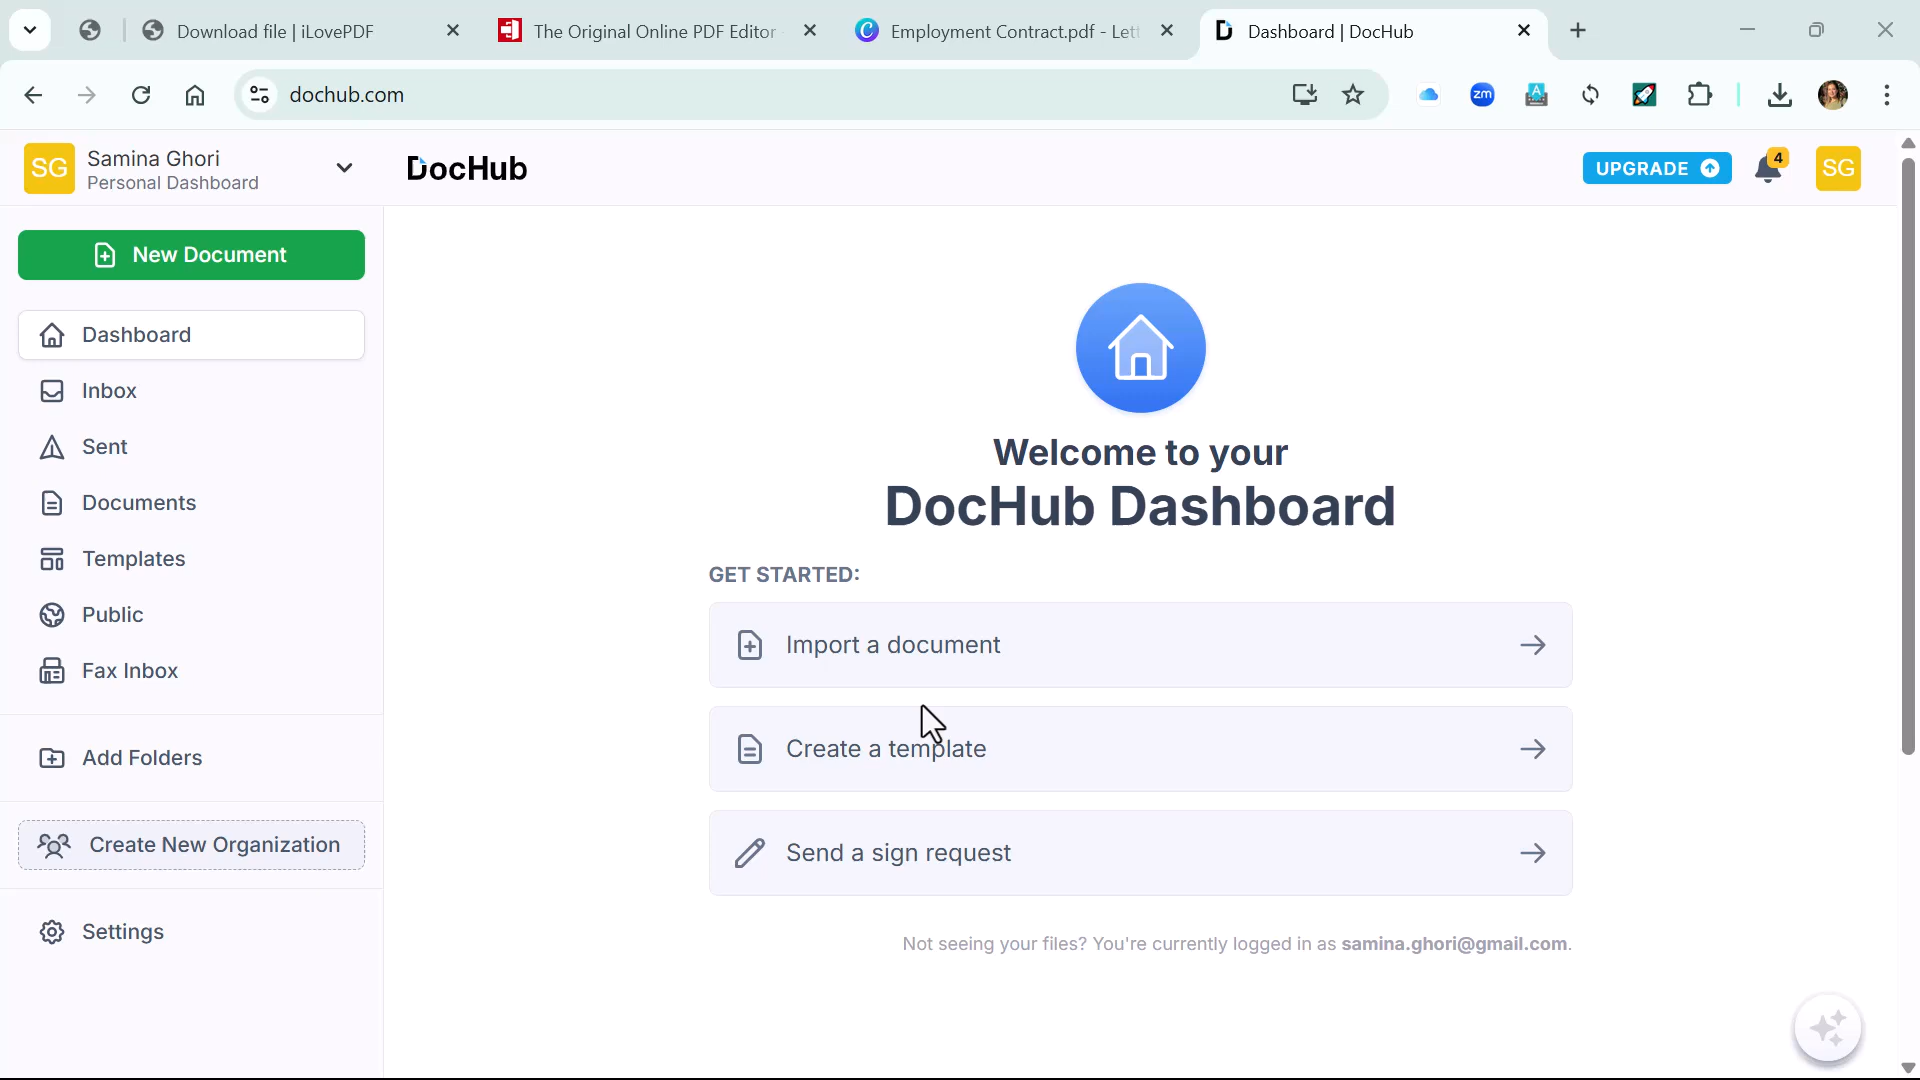 Download file | iLovePDF
The Original Online PDF Editor
Employment Contract.pdf - Lett
Dashboard | DocHub
dochub.com
zm
A
SG
Samina Ghori
Personal Dashboard
DocHub
UPGRADE
4
SG
New Document
Dashboard
Inbox
Sent
Documents
Templates
Public
Fax Inbox
Add Folders
Create New Organization
Settings
Welcome to your
DocHub Dashboard
GET STARTED:
Import a document
Create a template
Send a sign request
Not seeing your files? You're currently logged in as samina.ghori@gmail.com.